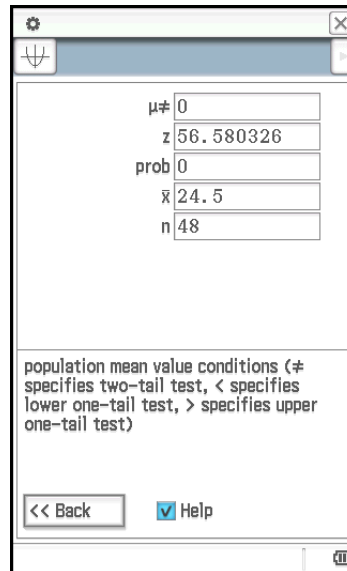 μ≠ 0
z 56.580326
prob 0
x̄ 24.5
n 48
population mean value conditions (≠
specifies two-tail test, < specifies
lower one-tail test, > specifies upper
one-tail test)
<< Back Help